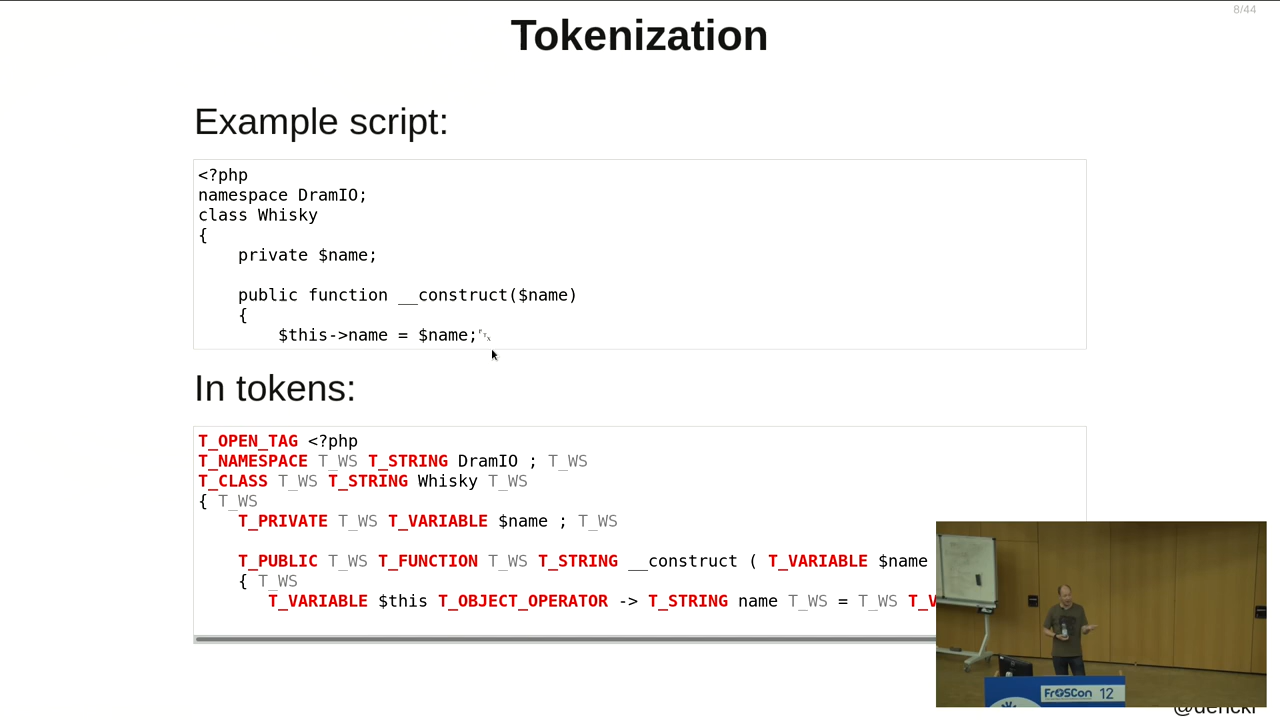 8/44
Tokenization
Example script:
<?php
namespace DramIO;
class Whisky
{
    private $name;
    public function __construct($name)
    {
        $this->name = $name;
In tokens:
T_OPEN_TAG <?php
T_NAMESPACE T_WS T_STRING DramIO ; T_WS
T_CLASS T_WS T_STRING Whisky T_WS
{ T_WS
    T_PRIVATE T_WS T_VARIABLE $name ; T_WS
    T_PUBLIC T_WS T_FUNCTION T_WS T_STRING __construct ( T_VARIABLE $name
    { T_WS
       T_VARIABLE $this T_OBJECT_OPERATOR -> T_STRING name T_WS = T_WS
FrOSCon 12